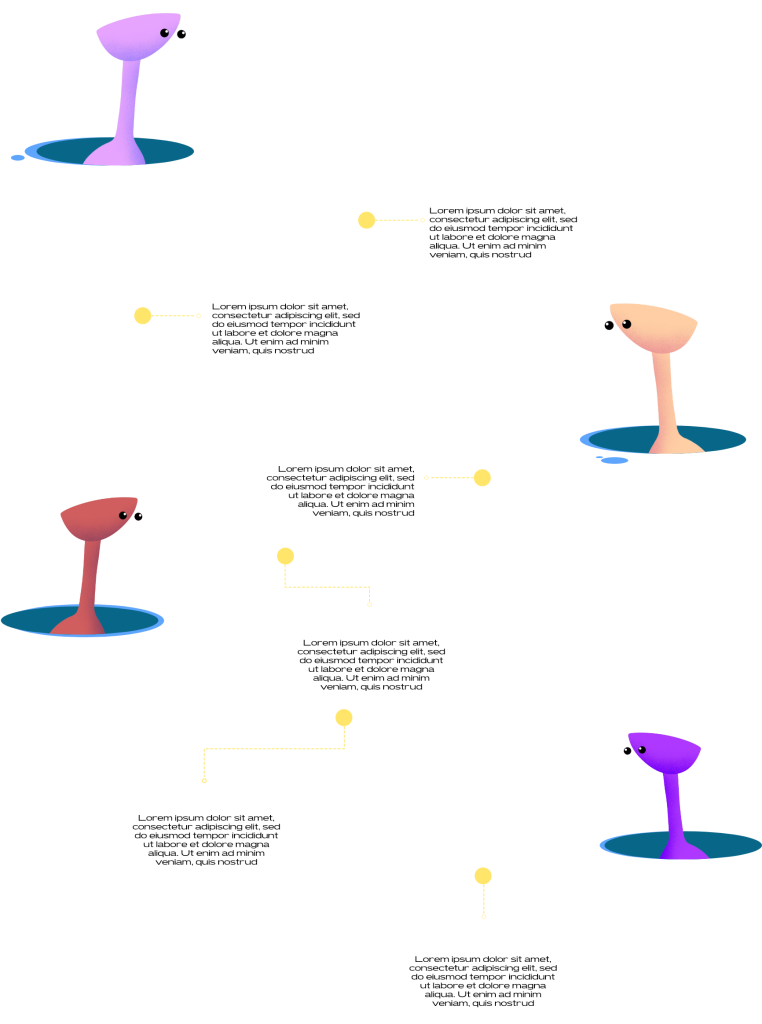 Lorem ipsum dolor sit amet,
consectetur adipiscing elit, sed
do eiusmod tempor incididunt
ut labore et dolore magna
aliqua. Ut enim ad minim
veniam, quis nostrud
Lorem ipsum dolor sit amet,
consectetur adipiscing elit, sed
do eiusmod tempor incididunt
ut labore et dolore magna
aliqua. Ut enim ad minim
veniam, quis nostrud
Lorem ipsum dolor sit amet,
consectetur adipiscing elit, sed
do eiusmod tempor incididunt
ut labore et dolore magna
aliqua. Ut enim ad minim
veniam, quis nostrud
Lorem ipsum dolor sit amet,
consectetur adipiscing elit, sed
do eiusmod tempor incididunt
ut labore et dolore magna
aliqua. Ut enim ad minim
veniam, quis nostrud
Lorem ipsum dolor sit amet,
consectetur adipiscing elit, sed
do eiusmod tempor incididunt
ut labore et dolore magna
aliqua. Ut enim ad minim
veniam, quis nostrud
Lorem ipsum dolor sit amet,
consectetur adipiscing elit, sed
do eiusmod tempor incididunt
ut labore et dolore magna
aliqua. Ut enim ad minim
veniam, quis nostrud